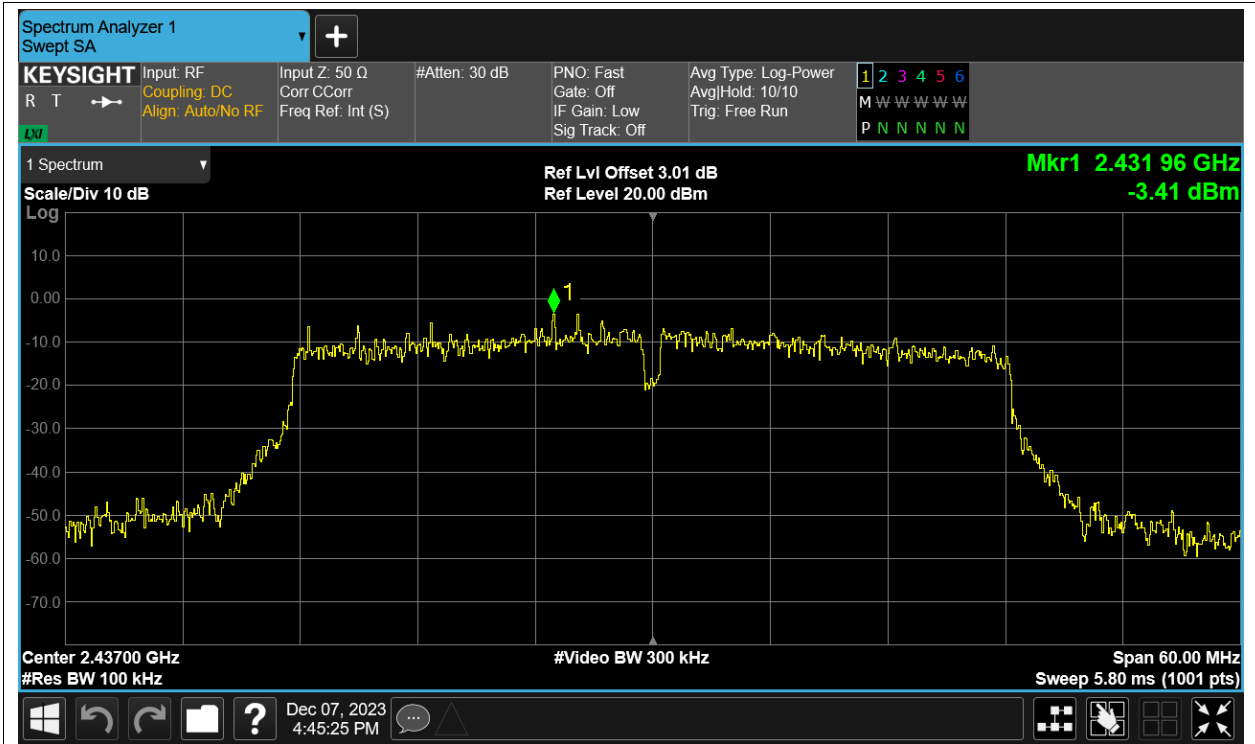 Spectrum Analyzer 1
Swept SA
+
KEYSIGHT
R T
LXI
Input: RF
Coupling: DC
Align: Auto/No RF
Input Z: 50 Ω
Corr CCorr
Freq Ref: Int (S)
#Atten: 30 dB
PNO: Fast
Gate: Off
IF Gain: Low
Sig Track: Off
Avg Type: Log-Power
Avg|Hold: 10/10
Trig: Free Run
1 2 3 4 5 6
M W W W W W
P N N N N N
1 Spectrum
Scale/Div 10 dB
Ref Lvl Offset 3.01 dB
Ref Level 20.00 dBm
Mkr1 2.431 96 GHz
-3.41 dBm
Log
10.0
0.00
-10.0
-20.0
-30.0
-40.0
-50.0
-60.0
-70.0
1
Center 2.43700 GHz
#Res BW 100 kHz
#Video BW 300 kHz
Span 60.00 MHz
Sweep 5.80 ms (1001 pts)
?
Dec 07, 2023
4:45:25 PM